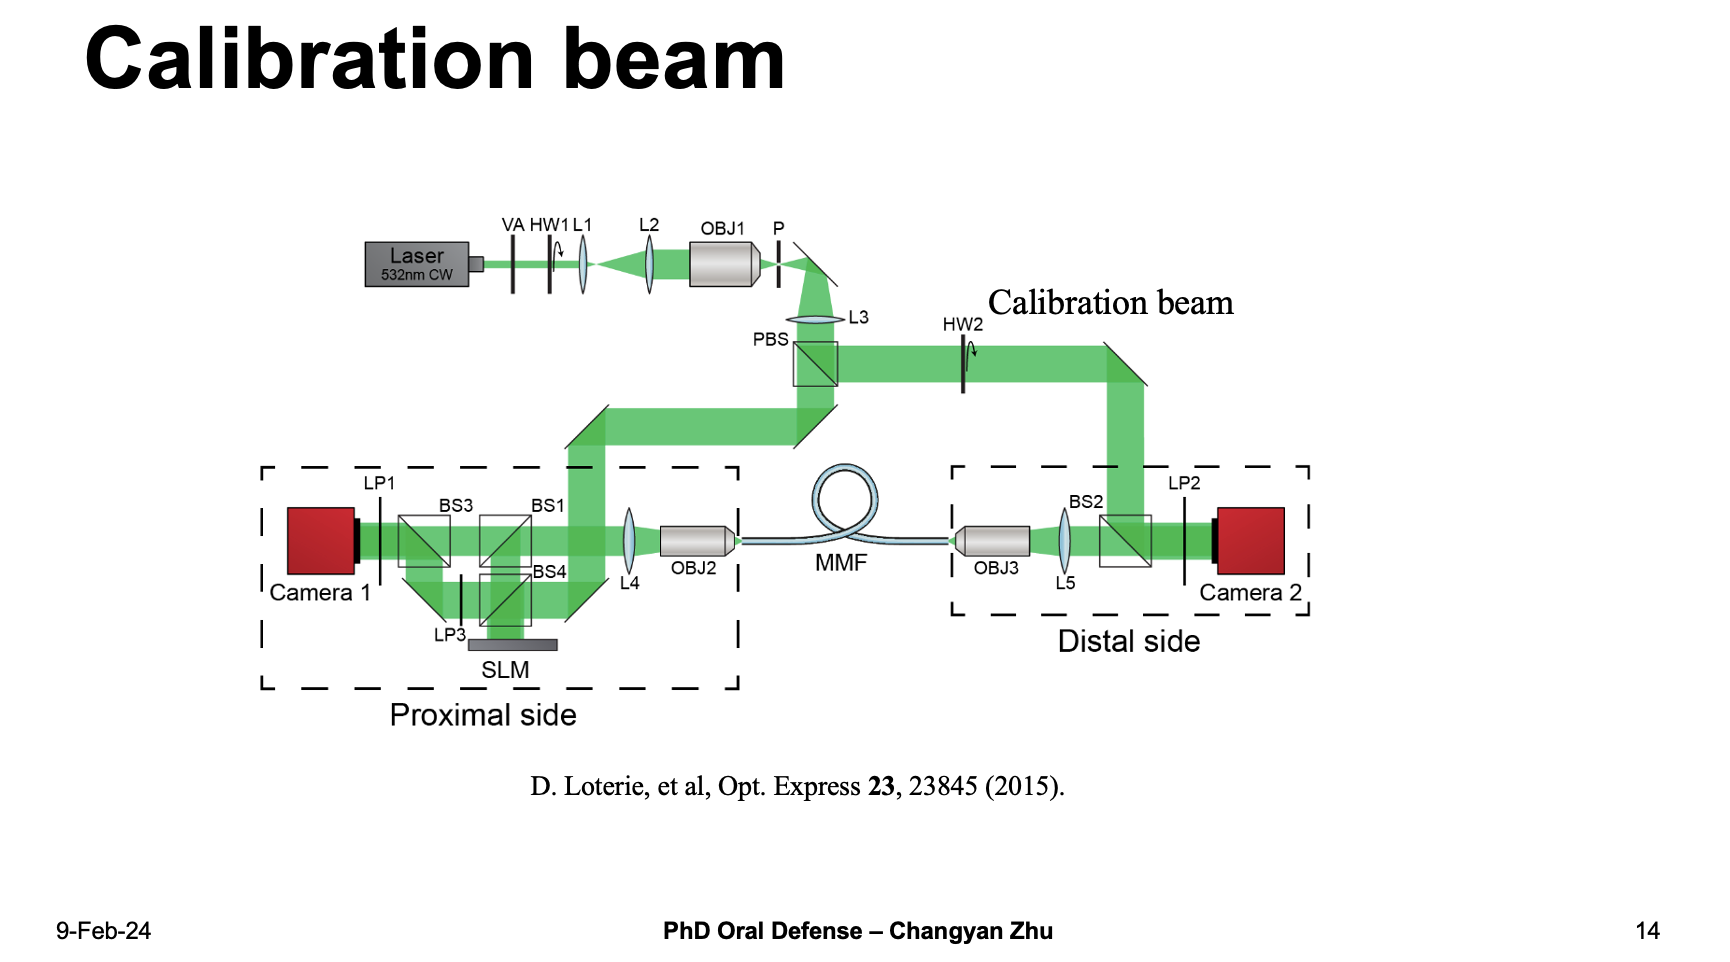 Calibration beam
VA HW1 L1 L2 OBJ1 P
Laser
532nm CW
L3
PBS
HW2
Calibration beam
LP1
BS3
BS1
BS4
Camera 1
LP3
SLM
L4
OBJ2
Proximal side
MMF
OBJ3
L5
BS2
LP2
Camera 2
Distal side
D. Loterie, et al, Opt. Express 23, 23845 (2015).
9-Feb-24
PhD Oral Defense – Changyan Zhu
14